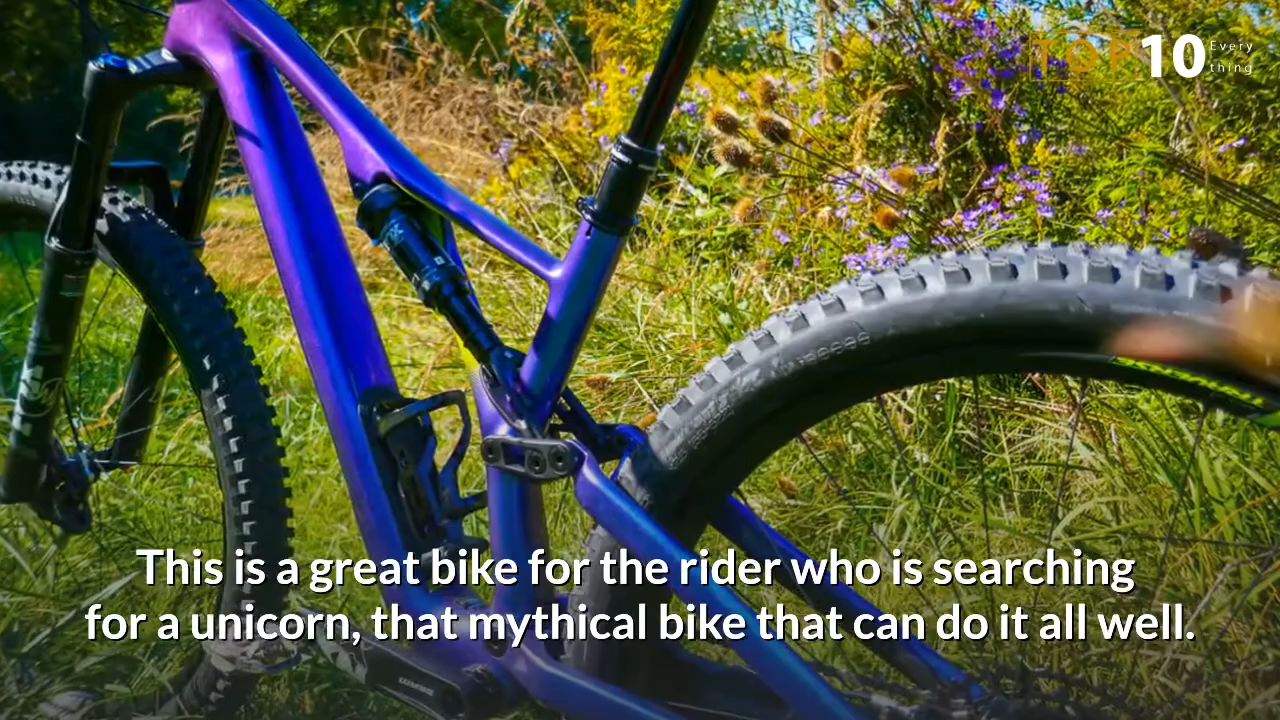 TOP10 Every
thing
This is a great bike for the rider who is searching
for a unicorn, that mythical bike that can do it all well.